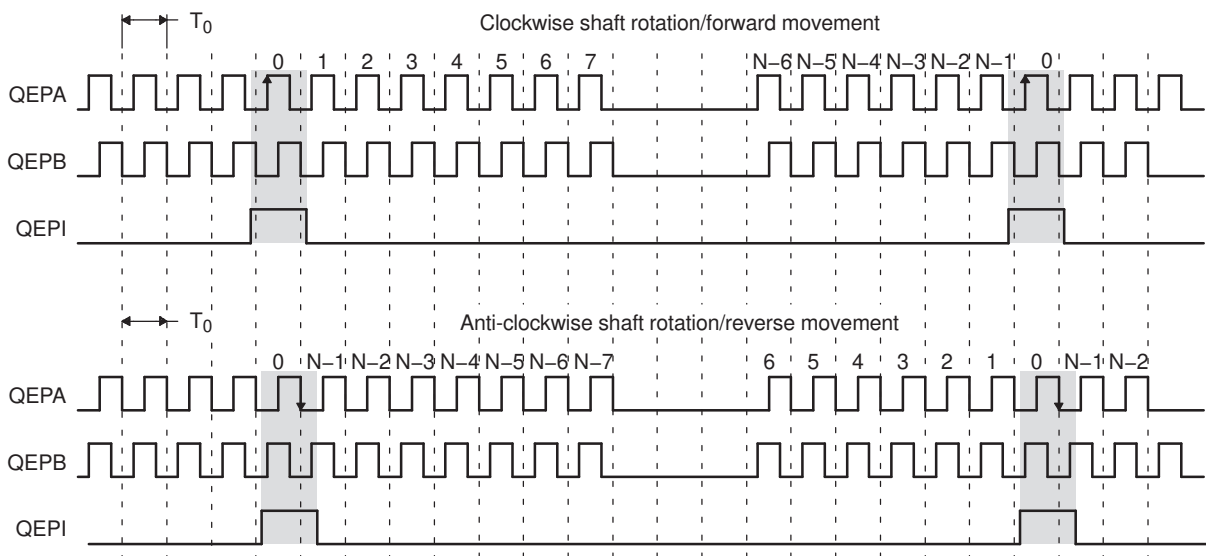 T0 Clockwise shaft rotation/forward movement
0 1 2 3 4 5 6 7 N−6 N−5 N−4 N−3 N−2 N−1 0
QEPA
QEPB
QEPI
T0 Anti-clockwise shaft rotation/reverse movement
0 N−1 N−2 N−3 N−4 N−5 N−6 N−7 6 5 4 3 2 1 0 N−1 N−2
QEPA
QEPB
QEPI